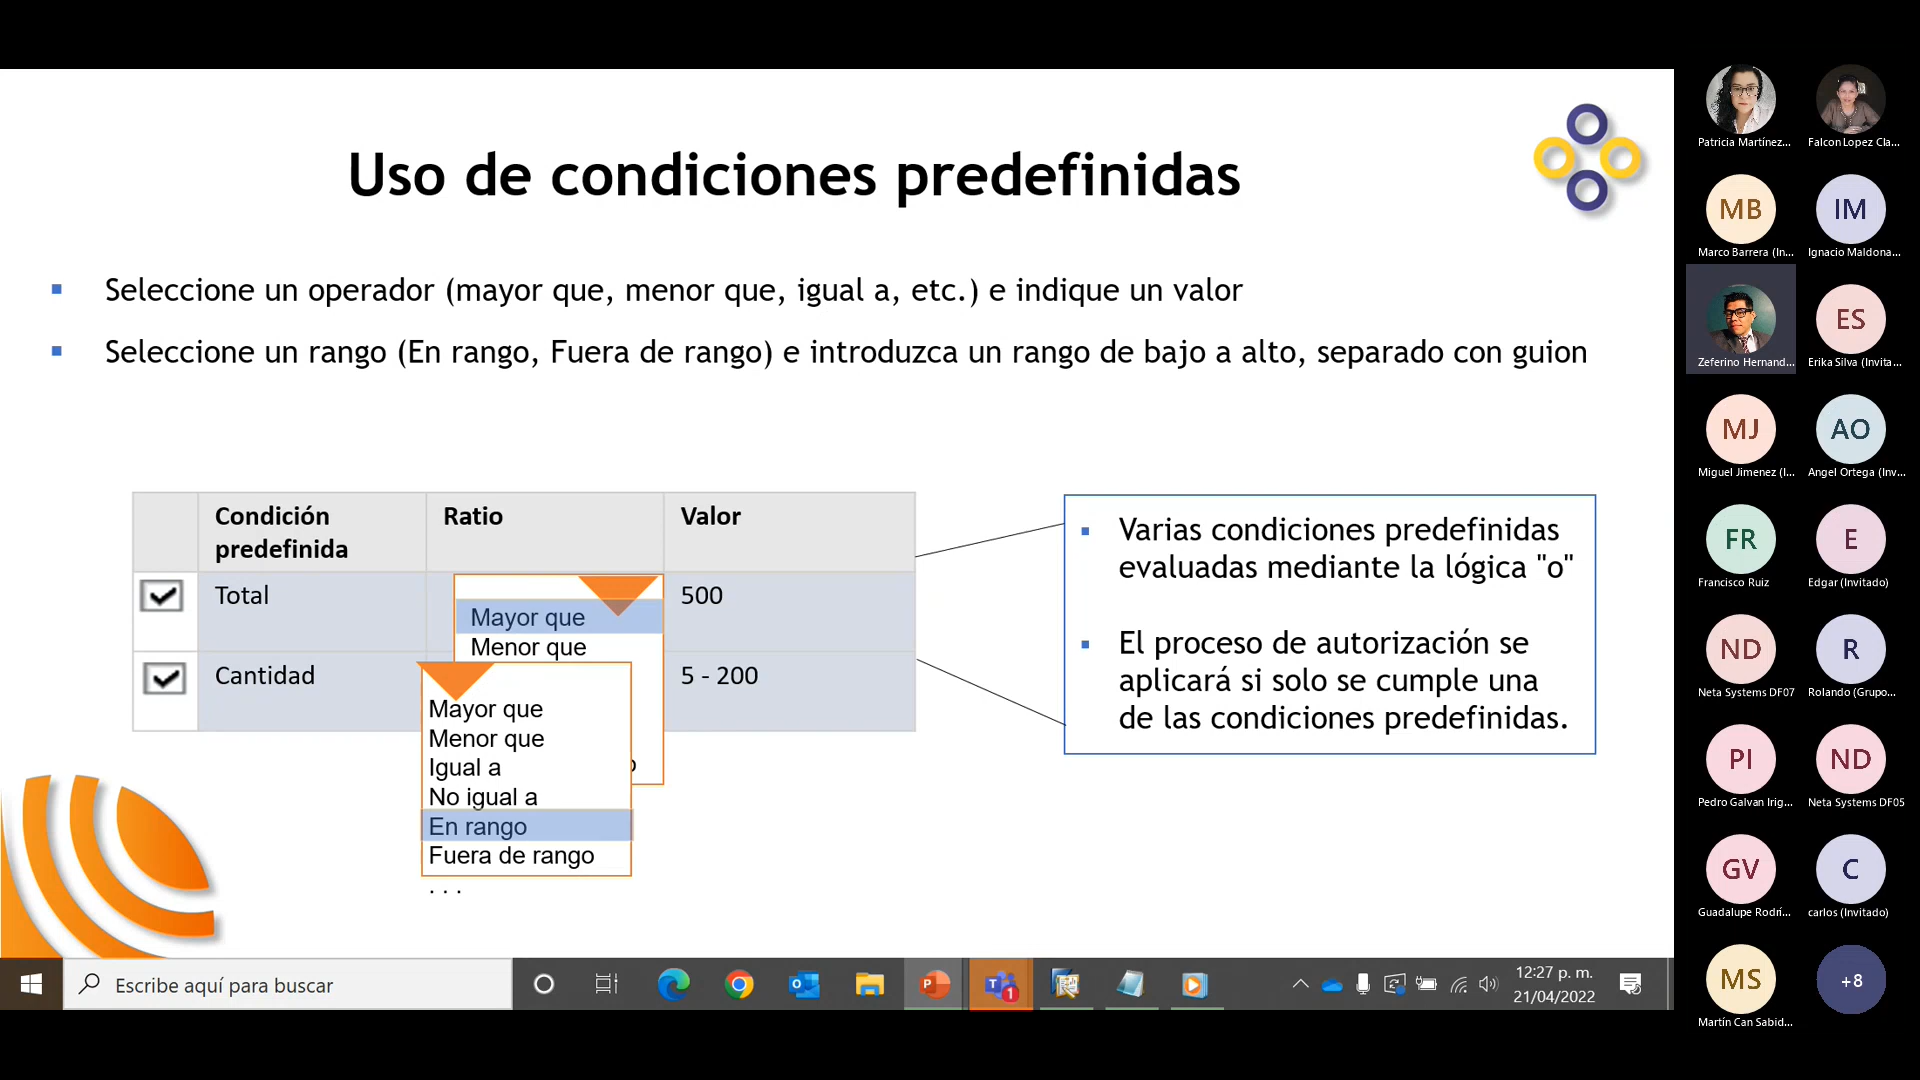 Uso de condiciones predefinidas
Seleccione un operador (mayor que, menor que, igual a, etc.) e indique un valor
Seleccione un rango (En rango, Fuera de rango) e introduzca un rango de bajo a alto, separado con guion
Condición predefinida
Ratio
Valor
Total
Mayor que
Menor que
500
Cantidad
5 - 200
Mayor que
Menor que
Igual a
No igual a
En rango
Fuera de rango
. . .
Varias condiciones predefinidas
evaluadas mediante la lógica "o"
El proceso de autorización se
aplicará si solo se cumple una
de las condiciones predefinidas.
Escribe aquí para buscar
1
12:27 p. m.
21/04/2022
Patricia Martínez...
Falcon Lopez Cla...
MB
IM
Marco Barrera (In...
Ignacio Maldona...
ES
Zeferino Hernand...
Erika Silva (Invita...
MJ
AO
Miguel Jimenez (I...
Angel Ortega (Inv...
FR
E
Francisco Ruiz
Edgar (Invitado)
ND
R
Neta Systems DF07
Rolando (Grupo...
PI
ND
Pedro Galvan Irig...
Neta Systems DF05
GV
C
Guadalupe Rodrí...
carlos (Invitado)
MS
+8
Martín Can Sabid...